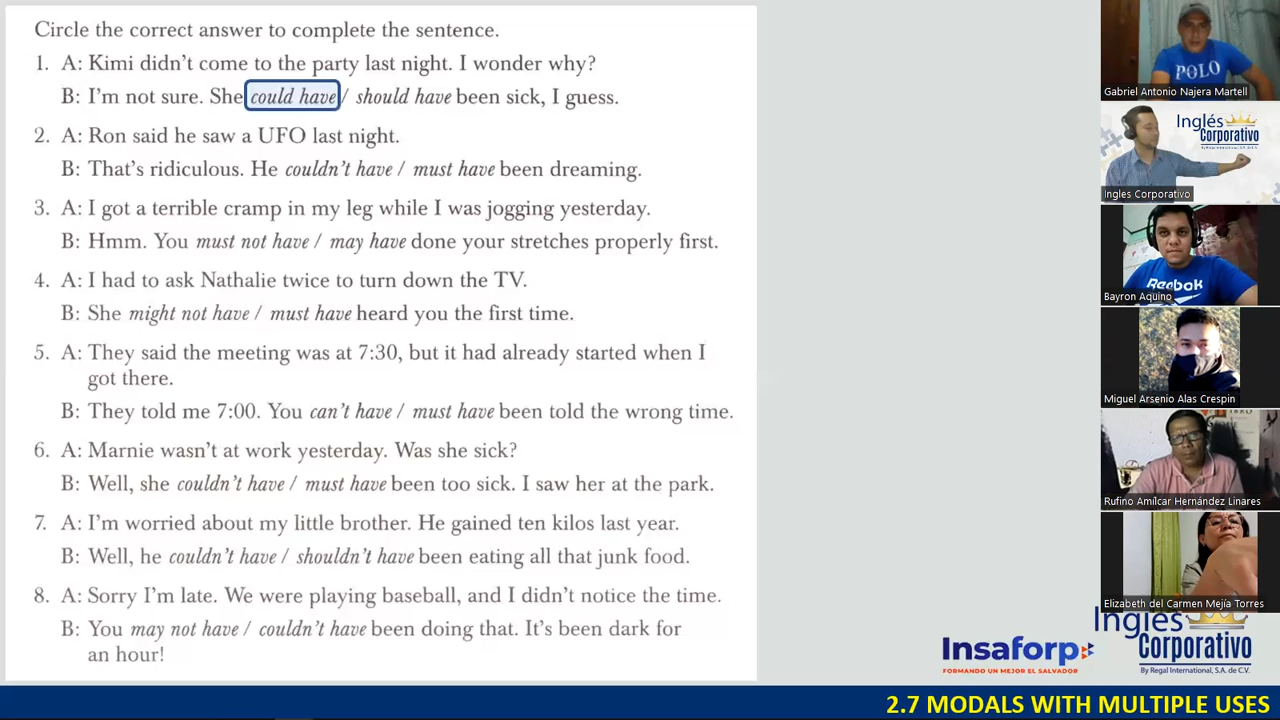 Circle the correct answer to complete the sentence.
1. A: Kimi didn't come to the party last night. I wonder why?
B: I'm not sure. She could have / should have been sick, I guess.
2. A: Ron said he saw a UFO last night.
B: That's ridiculous. He couldn't have / must have been dreaming.
3. A: I got a terrible cramp in my leg while I was jogging yesterday.
B: Hmm. You must not have / may have done your stretches properly first.
4. A: I had to ask Nathalie twice to turn down the TV.
B: She might not have / must have heard you the first time.
5. A: They said the meeting was at 7:30, but it had already started when I
got there.
B: They told me 7:00. You can't have / must have been told the wrong time.
6. A: Marnie wasn't at work yesterday. Was she sick?
B: Well, she couldn't have / must have been too sick. I saw her at the park.
7. A: I'm worried about my little brother. He gained ten kilos last year.
B: Well, he couldn't have / shouldn't have been eating all that junk food.
8. A: Sorry I'm late. We were playing baseball, and I didn't notice the time.
B: You may not have / couldn't have been doing that. It's been dark for
an hour!
POLO
Gabriel Antonio Najera Martell
Inglés
Corporativo
By Regal International, S.A. de C.V.
Ingles Corporativo
Reebok
Bayron Aquino
Miguel Arsenio Alas Crespin
Rufino Amílcar Hernández Linares
Elizabeth del Carmen Mejía Torres
Insaforp
FORMANDO UN MEJOR EL SALVADOR
Inglés
Corporativo
By Regal International, S.A. de C.V.
2.7 MODALS WITH MULTIPLE USES